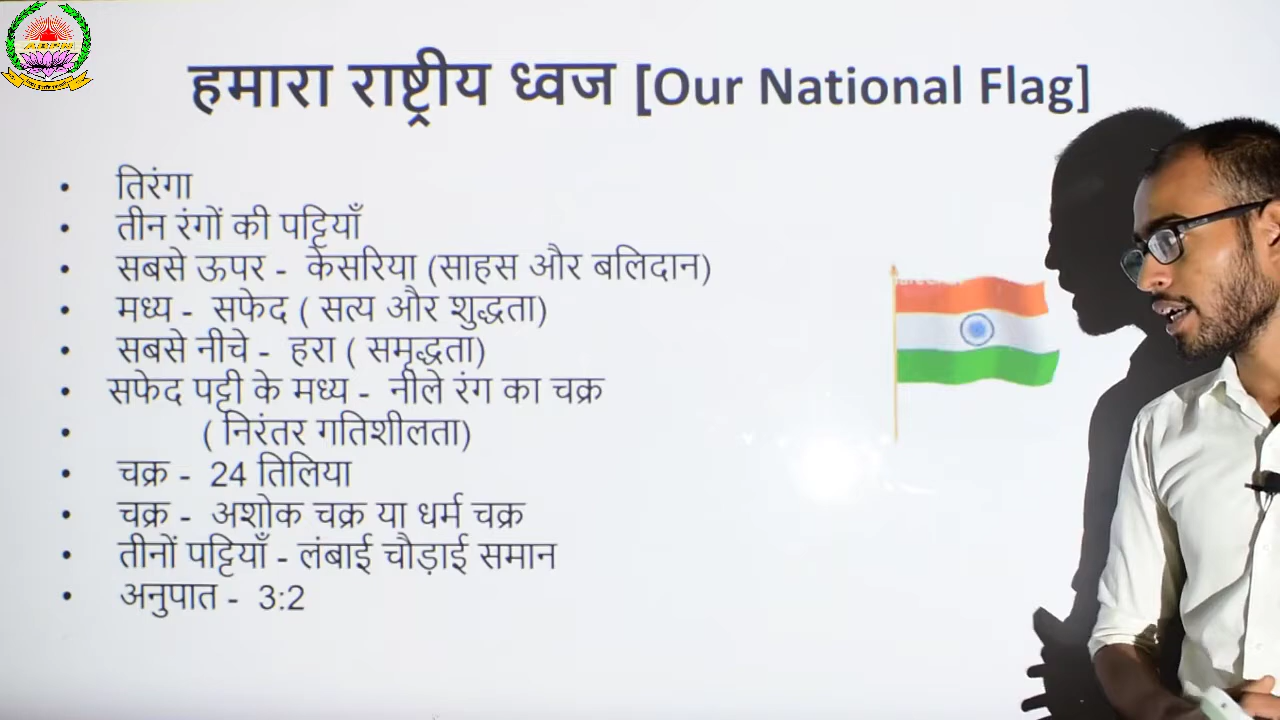 हमारा राष्ट्रीय ध्वज [Our National Flag]
• तिरंगा
• तीन रंगों की पट्टियाँ
• सबसे ऊपर - केसरिया (साहस और बलिदान)
• मध्य - सफेद ( सत्य और शुद्धता)
• सबसे नीचे - हरा ( समृद्धता)
• सफेद पट्टी के मध्य - नीले रंग का चक्र
• ( निरंतर गतिशीलता)
• चक्र - 24 तिलिया
• चक्र - अशोक चक्र या धर्म चक्र
• तीनों पट्टियाँ - लंबाई चौड़ाई समान
• अनुपात - 3:2